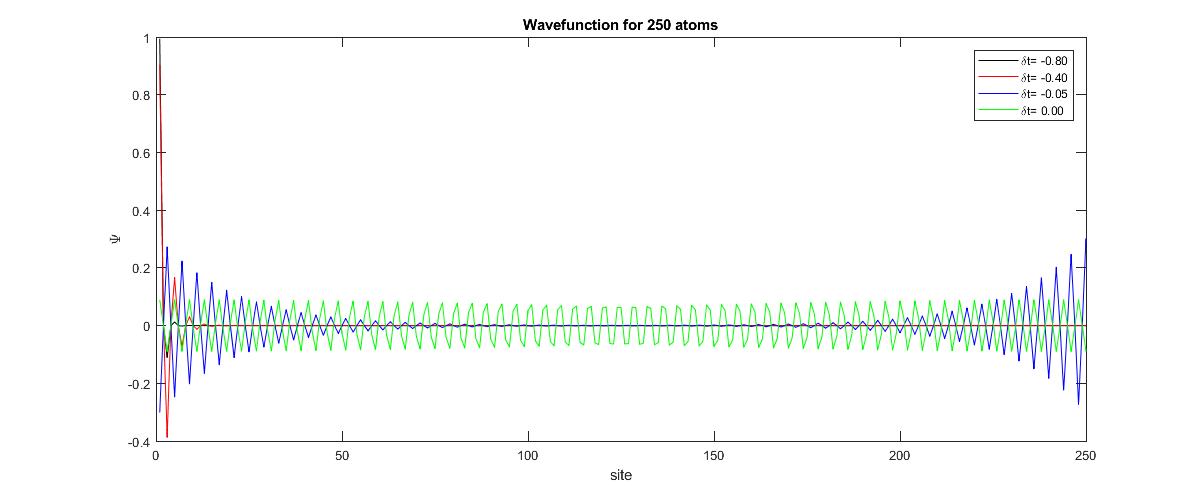 Wavefunction for 250 atoms
1
0.8
0.6
0.4
0.2
0
-0.2
-0.4
Ψ
δt= -0.80
δt= -0.40
δt= -0.05
δt= 0.00
0 50 100 150 200 250
site